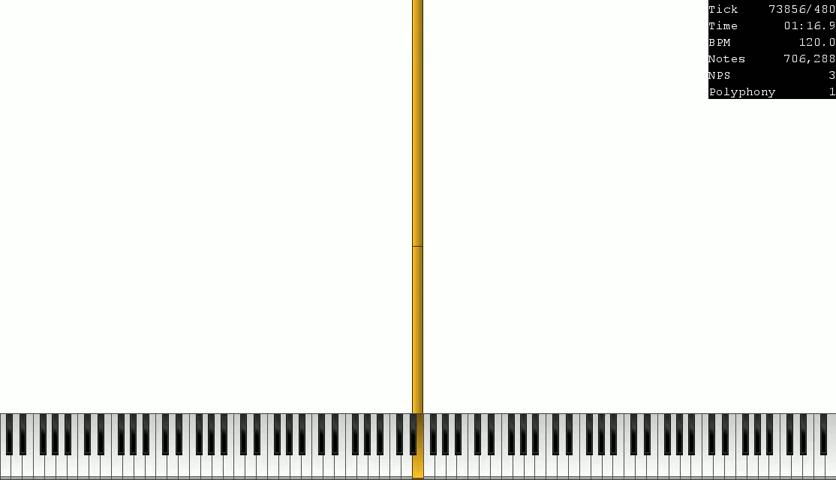 Tick 73856/480
Time 01:16.9
BPM 120.0
Notes 706,288
NPS 3
Polyphony 1